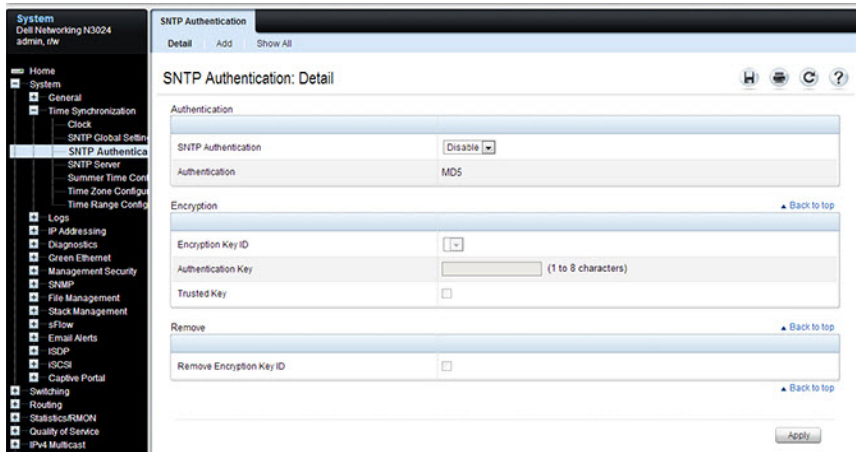 System
Dell Networking N3024
admin, r/w
Home
System
General
Time Synchronization
Clock
SNTP Global Settin
SNTP Authentica
SNTP Server
Summer Time Conf
Time Zone Configu
Time Range Config
Logs
IP Addressing
Diagnostics
Green Ethernet
Management Security
SNMP
File Management
Stack Management
sFlow
Email Alerts
ISDP
iSCSI
Captive Portal
Switching
Routing
Statistics/RMON
Quality of Service
IPv4 Multicast
SNTP Authentication
Detail Add Show All
SNTP Authentication: Detail
Authentication
SNTP Authentication Disable
Authentication MD5
Encryption Back to top
Encryption Key ID
Authentication Key (1 to 8 characters)
Trusted Key
Remove Back to top
Remove Encryption Key ID
Back to top
Apply